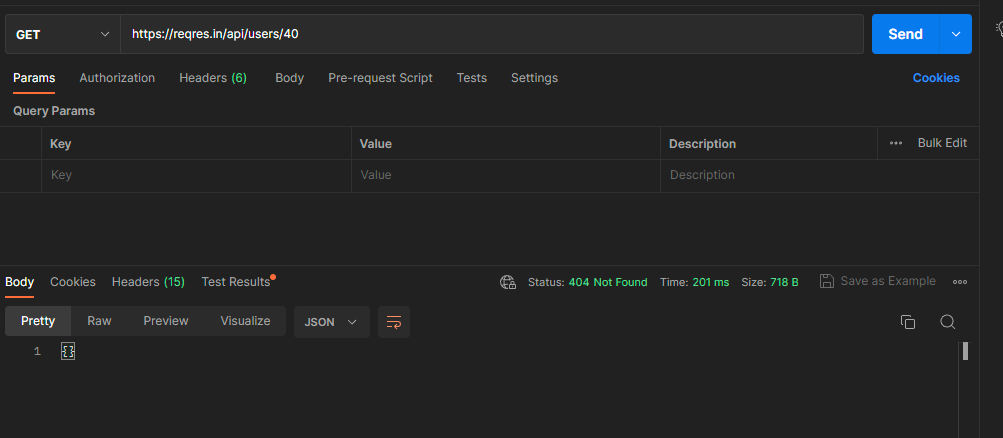 GET https://reqres.in/api/users/40 Send
Params Authorization Headers (6) Body Pre-request Script Tests Settings Cookies
Query Params
Key Value Description ••• Bulk Edit
Key Value Description
Body Cookies Headers (15) Test Results Status: 404 Not Found Time: 201 ms Size: 718 B Save as Example
Pretty Raw Preview Visualize JSON
1 {}